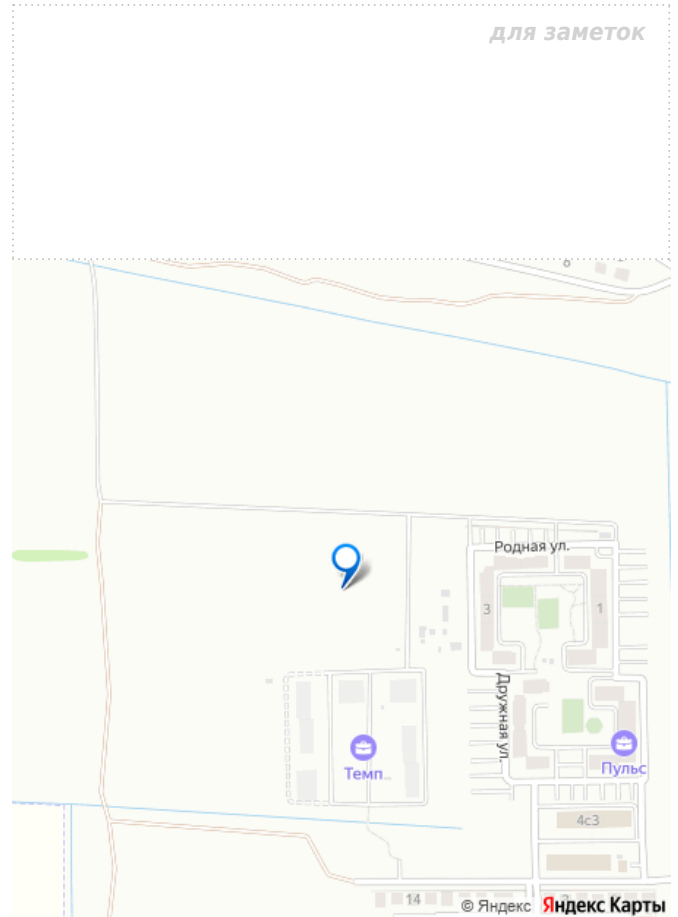 для заметок
Родная ул.
3
1
Дружная ул.
Темп...
Пульс
4с3
14
© Яндекс Яндекс Карты